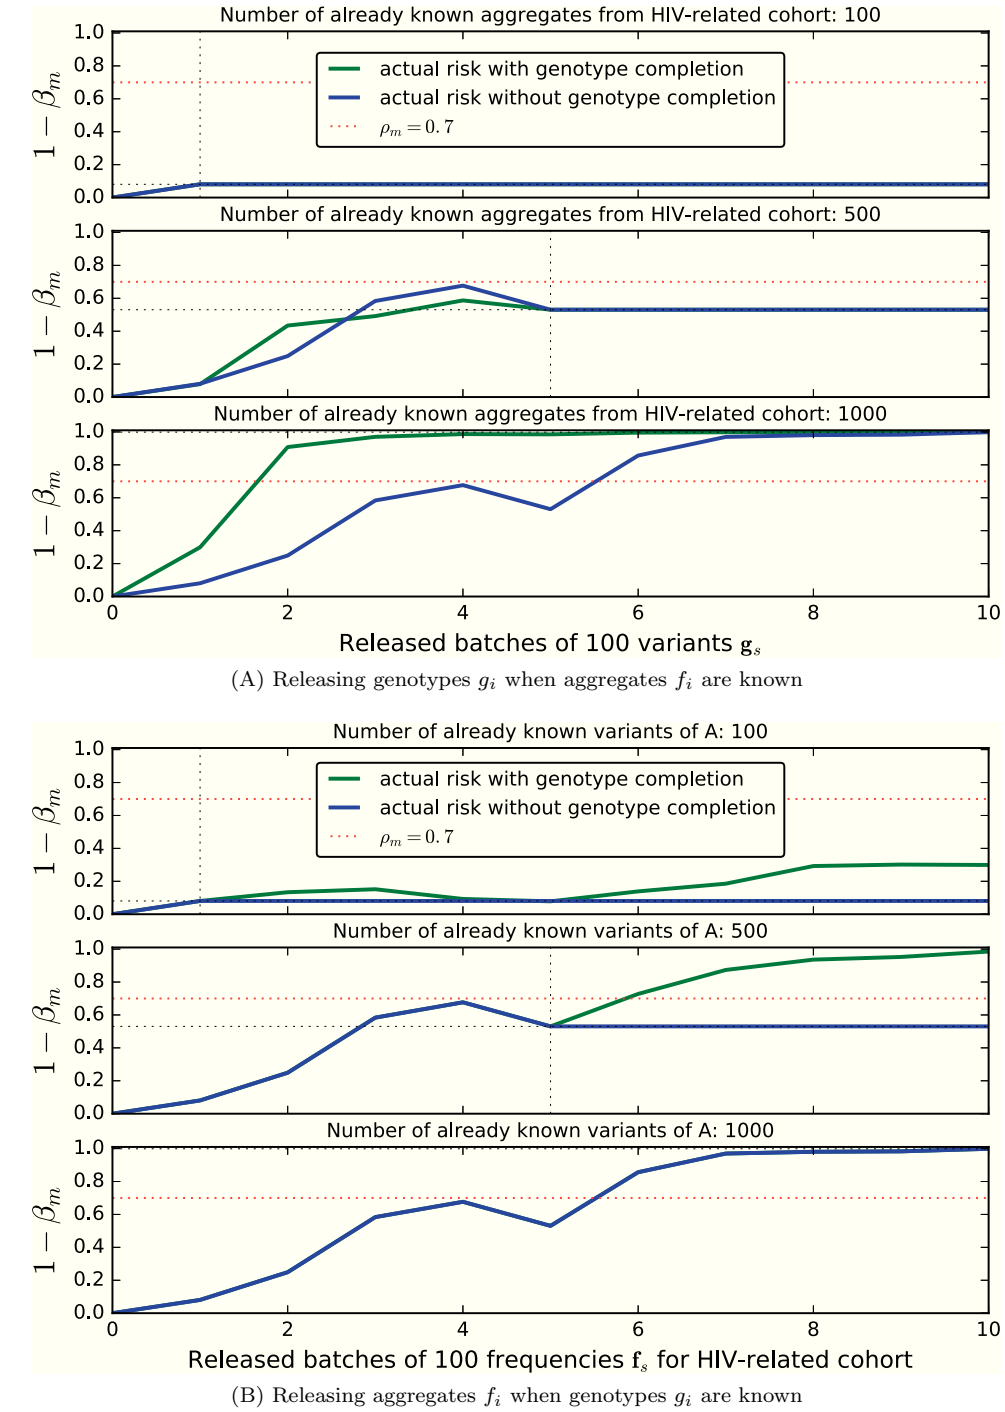 Number of already known aggregates from HIV-related cohort: 100
1.0
0.8
0.6
0.4
0.2
0.0
1 − β_m
actual risk with genotype completion
actual risk without genotype completion
ρ_m = 0.7
Number of already known aggregates from HIV-related cohort: 500
1.0
0.8
0.6
0.4
0.2
0.0
1 − β_m
Number of already known aggregates from HIV-related cohort: 1000
1.0
0.8
0.6
0.4
0.2
0.0
1 − β_m
0 2 4 6 8 10
Released batches of 100 variants g_s
(A) Releasing genotypes g_i when aggregates f_i are known
Number of already known variants of A: 100
1.0
0.8
0.6
0.4
0.2
0.0
1 − β_m
actual risk with genotype completion
actual risk without genotype completion
ρ_m = 0.7
Number of already known variants of A: 500
1.0
0.8
0.6
0.4
0.2
0.0
1 − β_m
Number of already known variants of A: 1000
1.0
0.8
0.6
0.4
0.2
0.0
1 − β_m
0 2 4 6 8 10
Released batches of 100 frequencies f_s for HIV-related cohort
(B) Releasing aggregates f_i when genotypes g_i are known